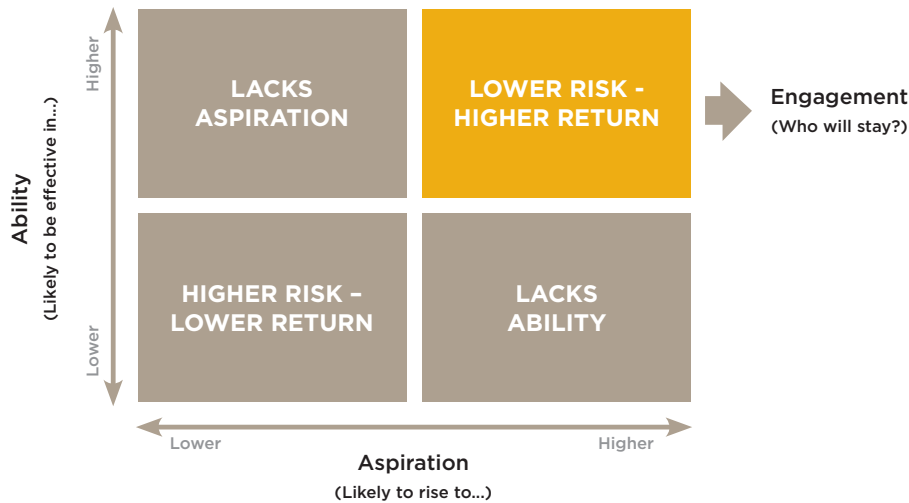 Higher
LACKS
ASPIRATION
LOWER RISK -
HIGHER RETURN
Engagement
(Who will stay?)
Ability
(Likely to be effective in...)
HIGHER RISK –
LOWER RETURN
LACKS
ABILITY
Lower
Lower
Higher
Aspiration
(Likely to rise to...)